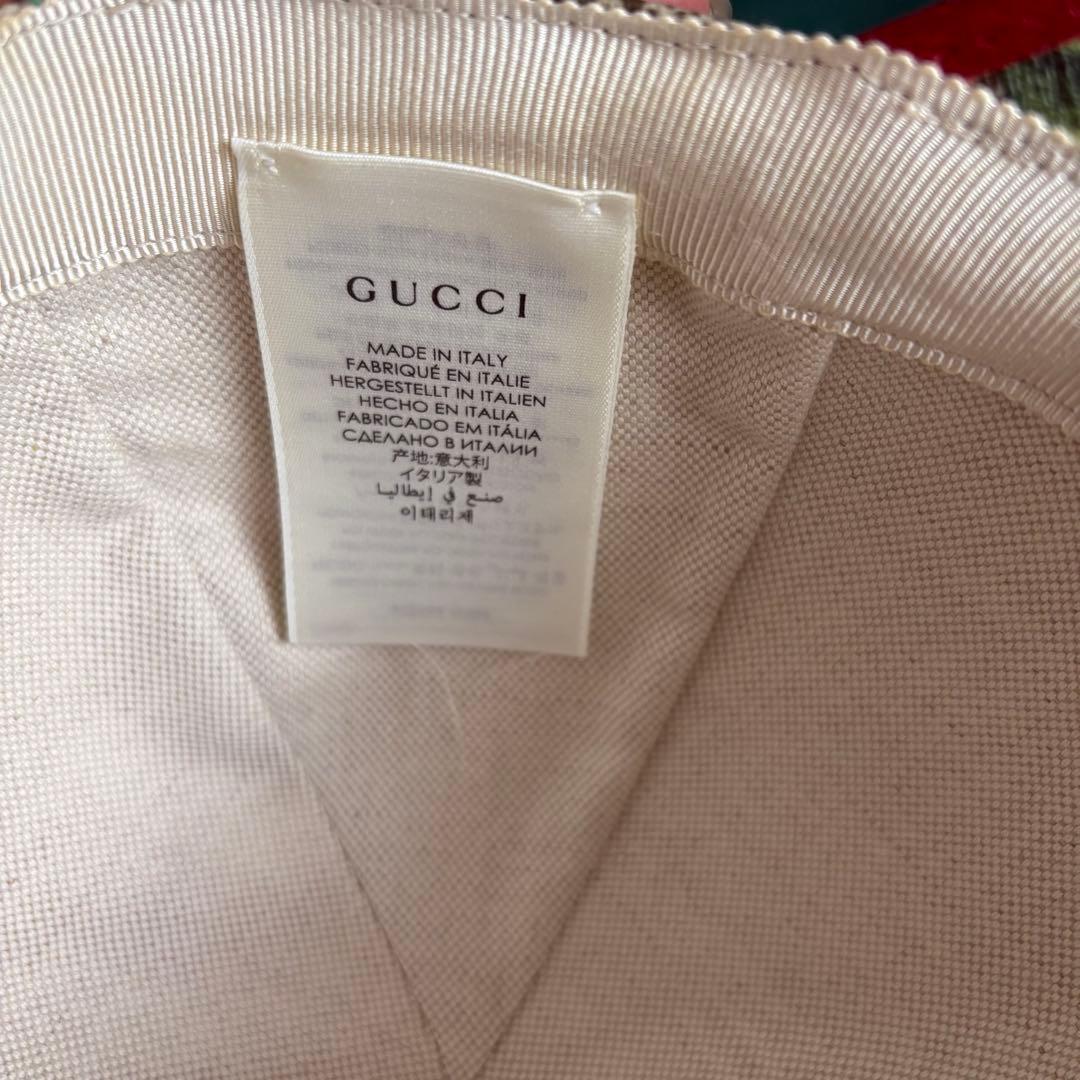 GUCCI
MADE IN ITALY
FABRIQUÉ EN ITALIE
HERGESTELLT IN ITALIEN
HECHO EN ITALIA
FABRICADO EM ITÁLIA
СДЕЛАНО В ИТАЛИИ
产地:意大利
イタリア製
صنع في إيطاليا
이태리제